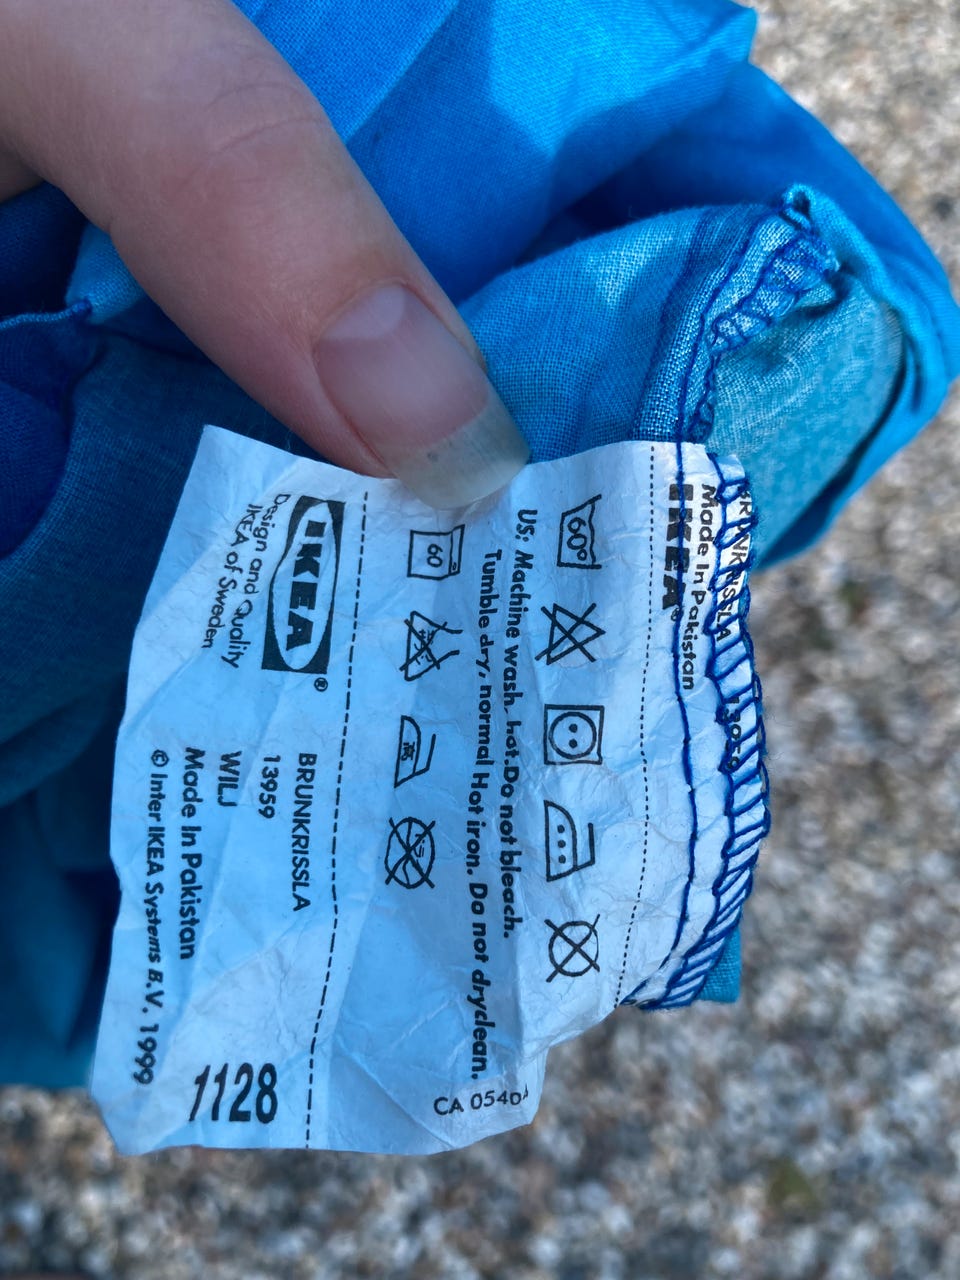 BRUNKRISSLA 13959
Made In Pakistan
IKEA®
60°
US: Machine wash, hot. Do not bleach.
Tumble dry, normal Hot iron. Do not dryclean.
60
CA 0540
IKEA®
Design and Quality
IKEA of Sweden
BRUNKRISSLA
13959
WILJ
Made In Pakistan
© Inter IKEA Systems B.V. 1999
1128